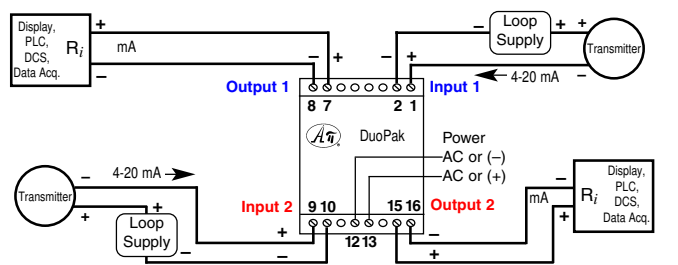 Display,
PLC,
DCS,
Data Acq.
Ri
+
mA
−
− +
Loop
Supply
− + +
Transmitter
− +
4-20 mA −
Output 1
Input 1
8 7 2 1
Aπ
DuoPak
Power
AC or (−)
AC or (+)
Transmitter
−
4-20 mA
+ +
Loop
Supply
−
Input 2
9 10 15 16
Output 2
12 13
+
−
−
+
−
mA
+
Ri
Display,
PLC,
DCS,
Data Acq.